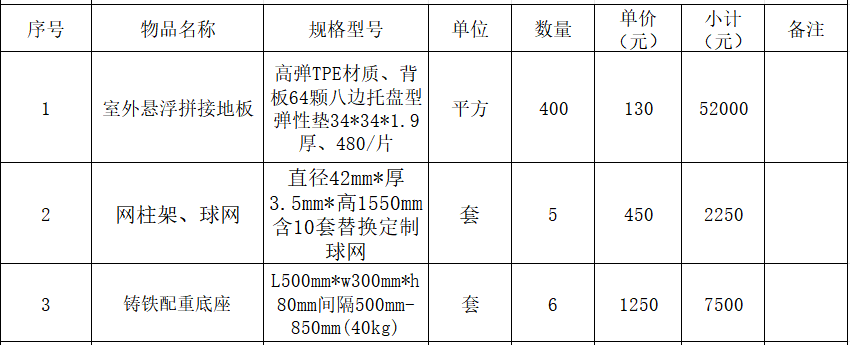 序号 物品名称 规格型号 单位 数量 单价（元） 小计（元） 备注
1 室外悬浮拼接地板 高弹TPE材质、背
板64颗八边托盘型
弹性垫34*34*1.9
厚、480/片 平方 400 130 52000
2 网柱架、球网 直径42mm*厚
3.5mm*高1550mm
含10套替换定制
球网 套 5 450 2250
3 铸铁配重底座 L500mm*w300mm*h
80mm间隔500mm-
850mm(40kg) 套 6 1250 7500